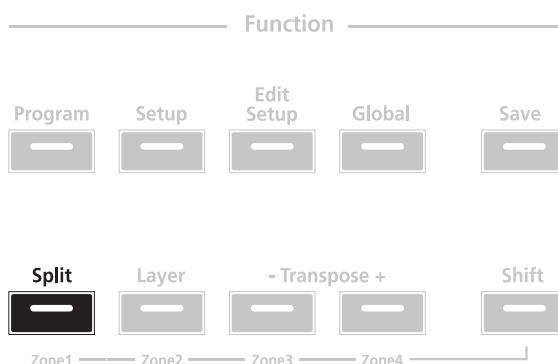 Function
Program Setup Edit Setup Global Save
Split Layer - Transpose + Shift
Zone1 Zone2 Zone3 Zone4